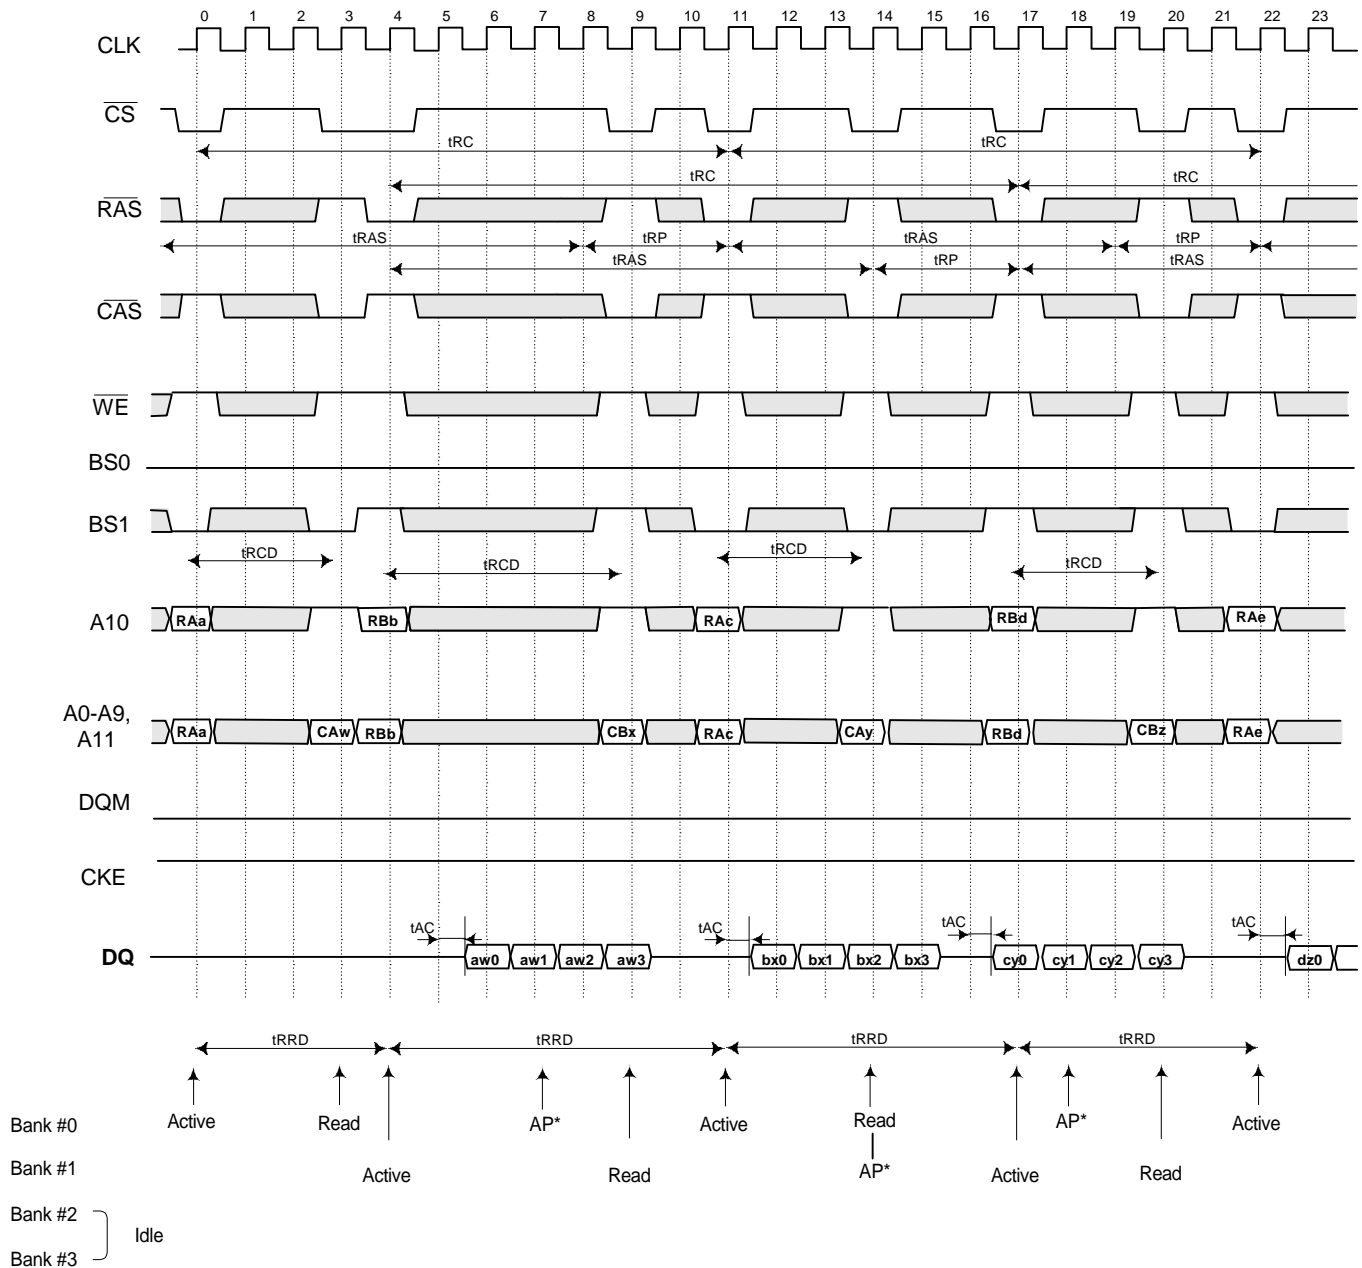 0 1 2 3 4 5 6 7 8 9 10 11 12 13 14 15 16 17 18 19 20 21 22 23
CLK
CS
tRC tRC
tRC tRC
RAS
tRAS tRP tRAS tRP
tRAS tRP tRAS
CAS
WE
BS0
BS1
tRCD tRCD tRCD tRCD
A10 RAa RBb RAc RBd RAe
A0-A9,
A11
RAa CAw RBb CBx RAc CAy RBd CBz RAe
DQM
CKE
tAC tAC tAC tAC
DQ aw0 aw1 aw2 aw3 bx0 bx1 bx2 bx3 cy0 cy1 cy2 cy3 dz0
tRRD tRRD tRRD tRRD
Bank #0 Active Read AP* Active Read AP* Active
Bank #1 Active Read AP* Active Read
Bank #2
Idle
Bank #3